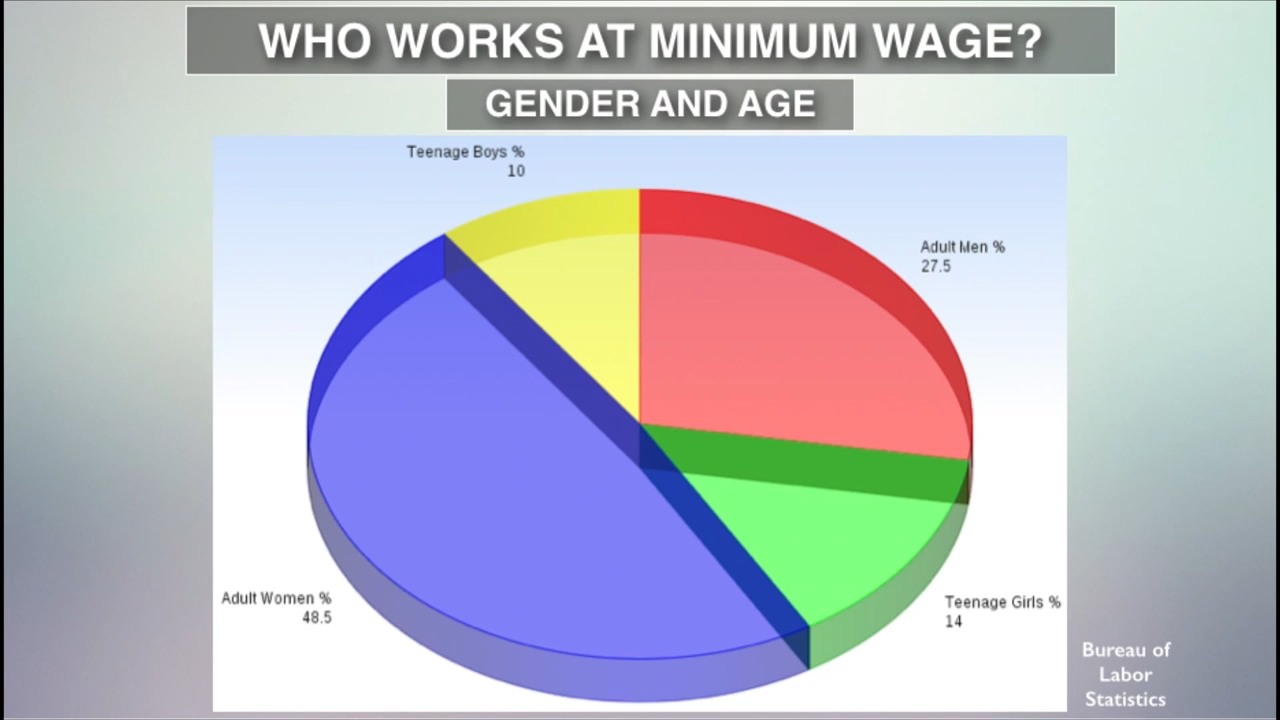 WHO WORKS AT MINIMUM WAGE?
GENDER AND AGE
Teenage Boys %
10
Adult Men %
27.5
Adult Women %
48.5
Teenage Girls %
14
Bureau of
Labor
Statistics